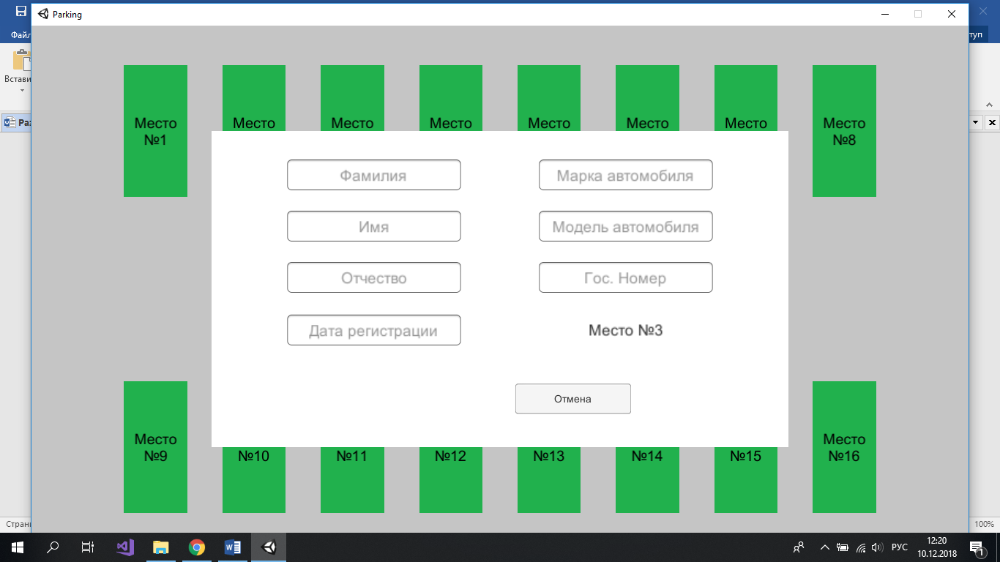 Parking
Файл
туп
Встави
Раз
Место
№1
Место
Место
Место
Место
Место
Место
Место
№8
Фамилия
Марка автомобиля
Имя
Модель автомобиля
Отчество
Гос. Номер
Дата регистрации
Место №3
Отмена
Место
№9
№10
№11
№12
№13
№14
№15
Место
№16
Страни
100%
РУС
12:20
10.12.2018
1